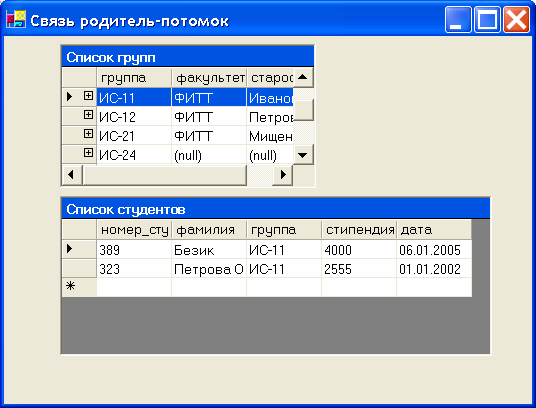 Связь родитель-потомок
Список групп
группа факультет старос
ИС-11 ФИТТ Иванов
ИС-12 ФИТТ Петров
ИС-21 ФИТТ Мищен
ИС-24 (null) (null)
Список студентов
номер_сту фамилия группа стипендия дата
389 Безик ИС-11 4000 06.01.2005
323 Петрова О ИС-11 2555 01.01.2002
*